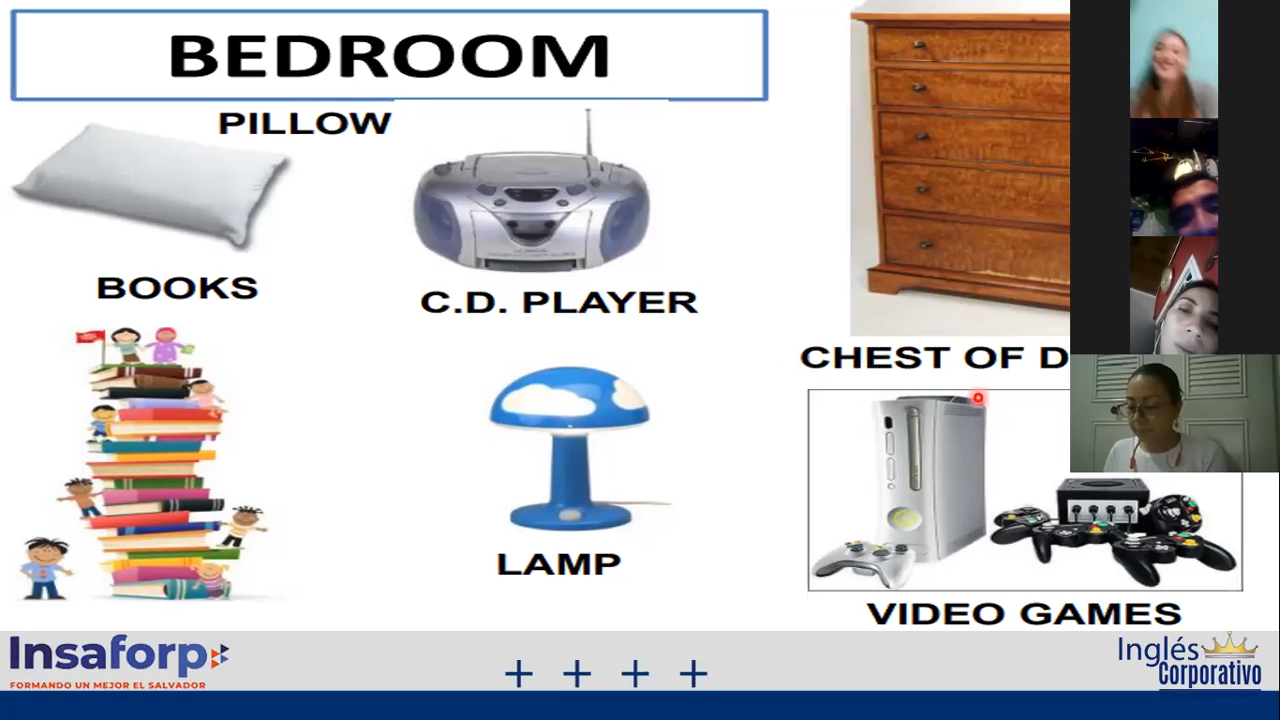 BEDROOM
PILLOW
BOOKS
C.D. PLAYER
CHEST OF D
LAMP
VIDEO GAMES
Insaforp
FORMANDO UN MEJOR EL SALVADOR
Inglés
Corporativo